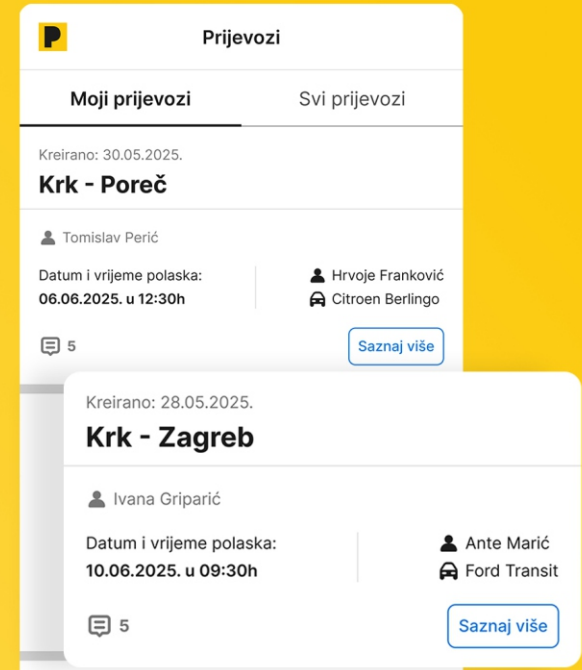 P
Prijevozi
Moji prijevozi
Svi prijevozi
Kreirano: 30.05.2025.
Krk - Poreč
Tomislav Perić
Datum i vrijeme polaska:
06.06.2025. u 12:30h
Hrvoje Franković
Citroen Berlingo
5
Saznaj više
Kreirano: 28.05.2025.
Krk - Zagreb
Ivana Griparić
Datum i vrijeme polaska:
10.06.2025. u 09:30h
Ante Marić
Ford Transit
5
Saznaj više